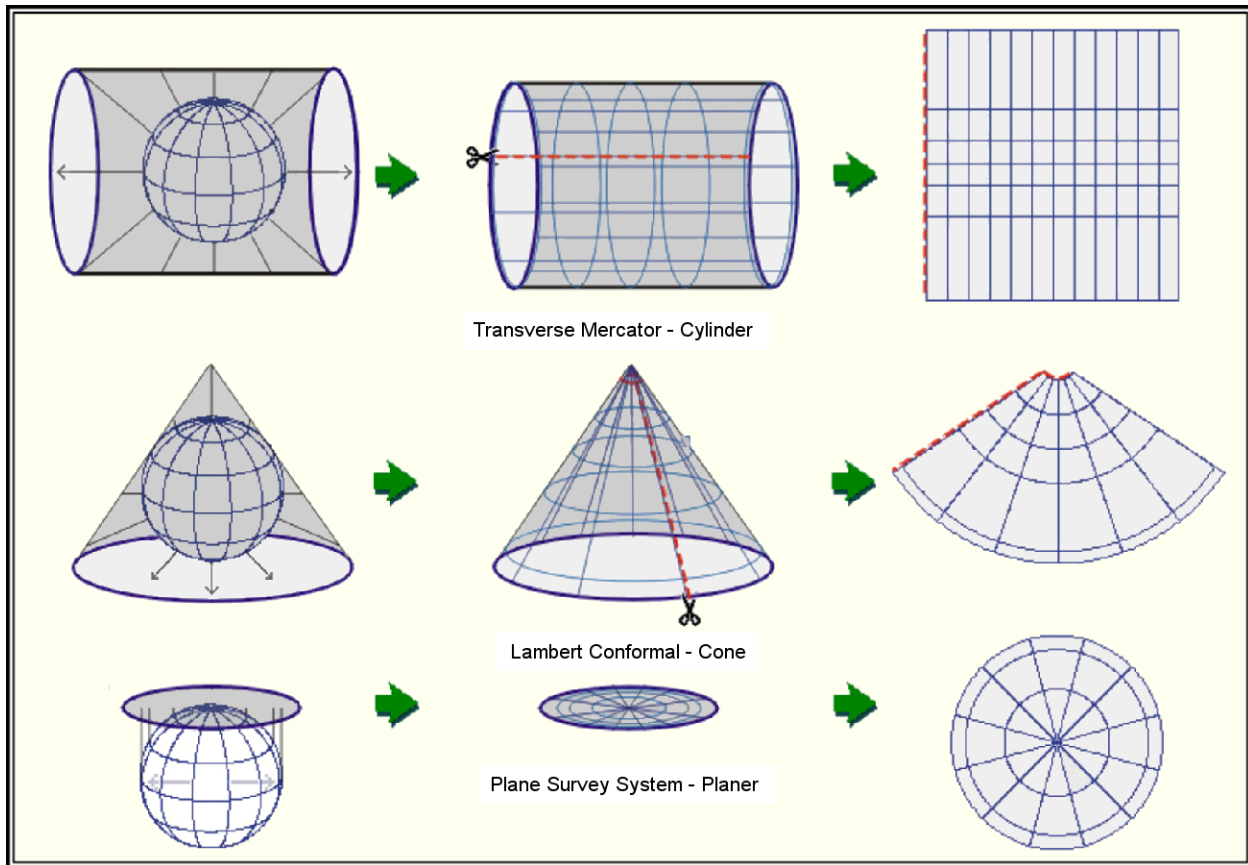 Transverse Mercator - Cylinder
Lambert Conformal - Cone
Plane Survey System - Planer